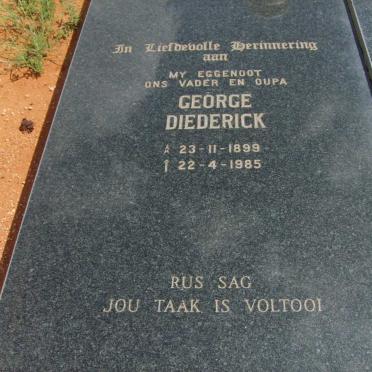 In Liefdevolle Herinnering
aan
MY EGGENOOT
ONS VADER EN OUPA
GEORGE
DIEDERICK
* 23-11-1899
† 22-4-1985
RUS SAG
JOU TAAK IS VOLTOOI